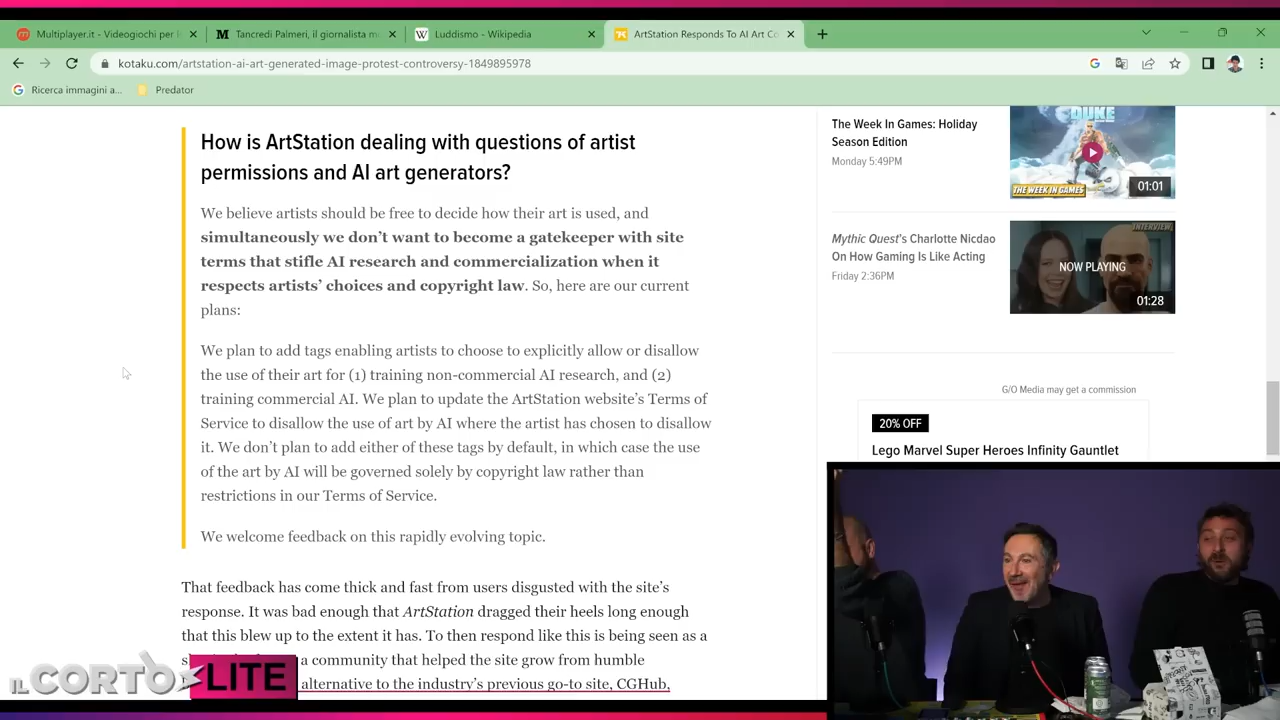 Multiplayer.it - Videogiochi per
Tancredi Palmeri, il giornalista m
Luddismo - Wikipedia
ArtStation Responds To AI Art Co
kotaku.com/artstation-ai-art-generated-image-protest-controversy-1849895978
Ricerca immagini a...
Predator
How is ArtStation dealing with questions of artist
permissions and AI art generators?
We believe artists should be free to decide how their art is used, and
simultaneously we don’t want to become a gatekeeper with site
terms that stifle AI research and commercialization when it
respects artists’ choices and copyright law. So, here are our current
plans:
We plan to add tags enabling artists to choose to explicitly allow or disallow
the use of their art for (1) training non-commercial AI research, and (2)
training commercial AI. We plan to update the ArtStation website’s Terms of
Service to disallow the use of art by AI where the artist has chosen to disallow
it. We don’t plan to add either of these tags by default, in which case the use
of the art by AI will be governed solely by copyright law rather than
restrictions in our Terms of Service.
We welcome feedback on this rapidly evolving topic.
That feedback has come thick and fast from users disgusted with the site’s
response. It was bad enough that ArtStation dragged their heels long enough
that this blew up to the extent it has. To then respond like this is being seen as a
a community that helped the site grow from humble
alternative to the industry’s previous go-to site, CGHub,
The Week In Games: Holiday
Season Edition
Monday 5:49PM
DUKE
THE WEEK IN GAMES
01:01
Mythic Quest’s Charlotte Nicdao
On How Gaming Is Like Acting
Friday 2:36PM
INTERVIEW
NOW PLAYING
01:28
G/O Media may get a commission
20% OFF
Lego Marvel Super Heroes Infinity Gauntlet
IL CORTO LITE